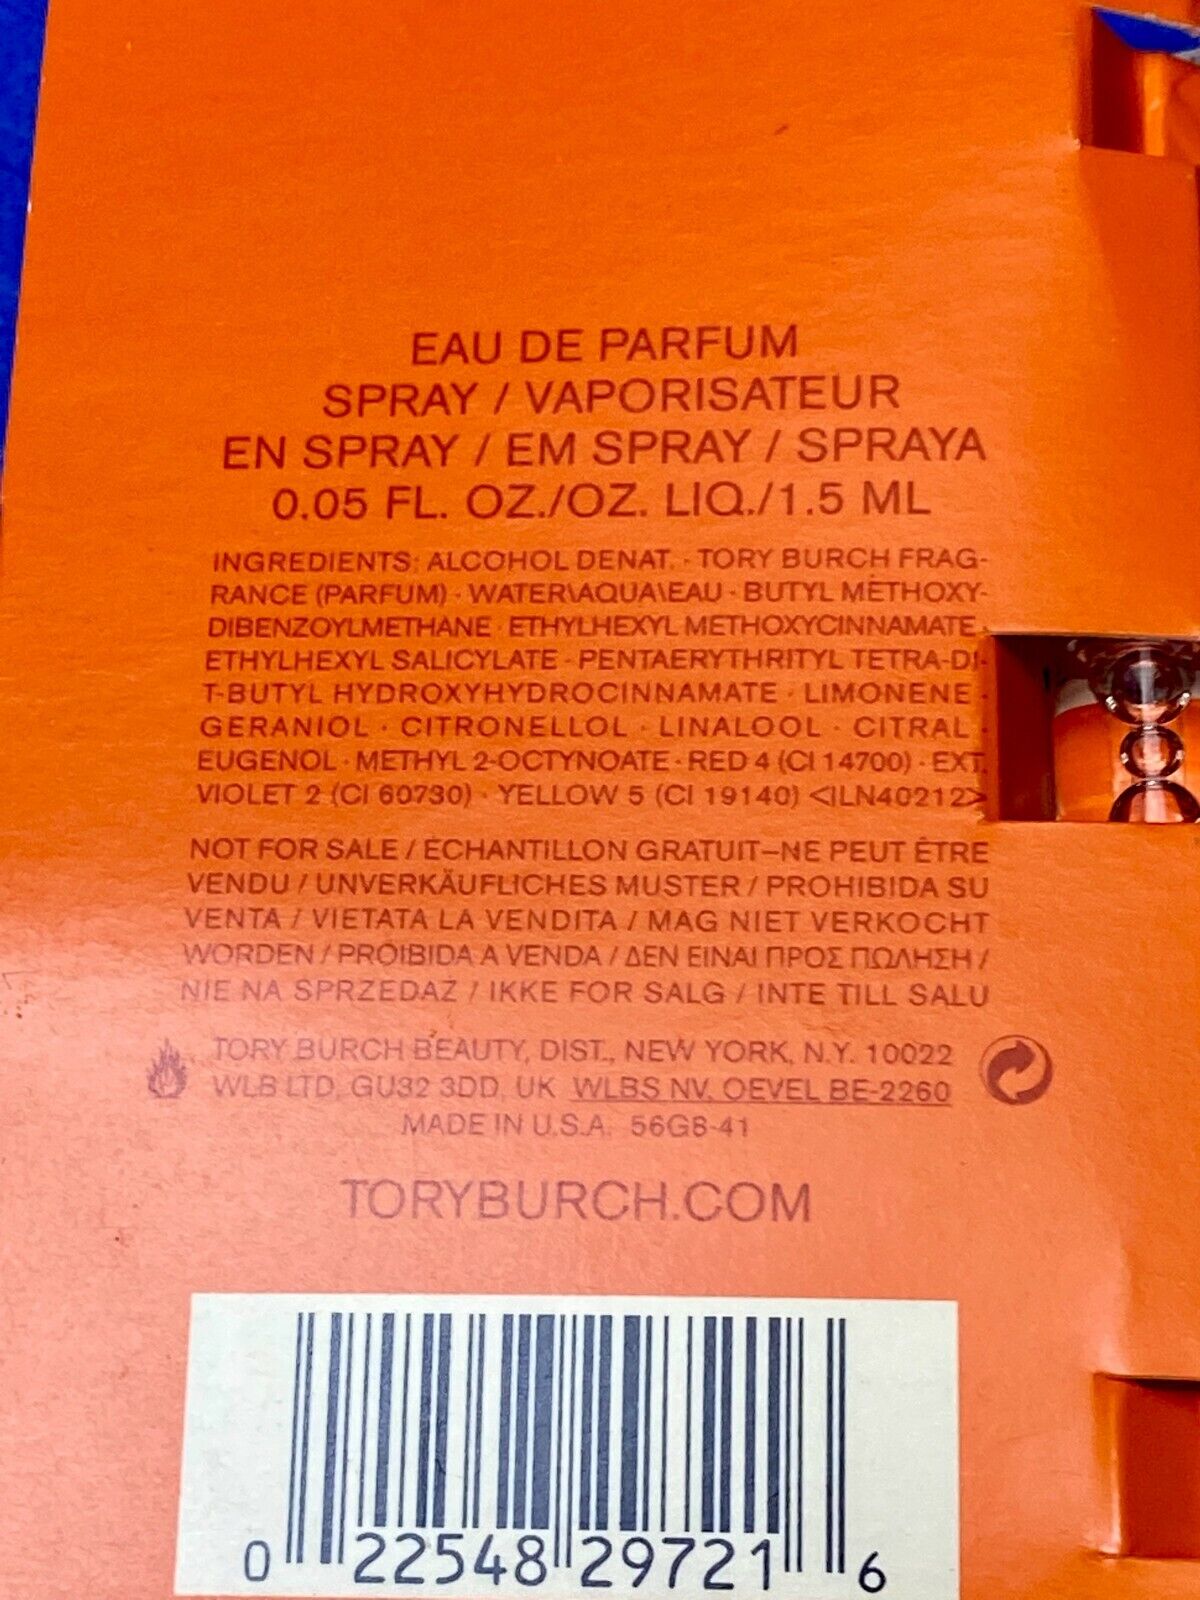 EAU DE PARFUM
SPRAY / VAPORISATEUR
EN SPRAY / EM SPRAY / SPRAYA
0.05 FL. OZ./OZ. LIQ./1.5 ML
INGREDIENTS: ALCOHOL DENAT. · TORY BURCH FRAG-
RANCE (PARFUM) · WATER\AQUA\EAU · BUTYL METHOXY-
DIBENZOYLMETHANE · ETHYLHEXYL METHOXYCINNAMATE ·
ETHYLHEXYL SALICYLATE · PENTAERYTHRITYL TETRA-DI-
T-BUTYL HYDROXYHYDROCINNAMATE · LIMONENE ·
GERANIOL · CITRONELLOL · LINALOOL · CITRAL ·
EUGENOL · METHYL 2-OCTYNOATE · RED 4 (CI 14700) · EXT.
VIOLET 2 (CI 60730) · YELLOW 5 (CI 19140) <ILN40212>
NOT FOR SALE / ÉCHANTILLON GRATUIT–NE PEUT ÊTRE
VENDU / UNVERKÄUFLICHES MUSTER / PROHIBIDA SU
VENTA / VIETATA LA VENDITA / MAG NIET VERKOCHT
WORDEN / PROIBIDA A VENDA / ΔEN EINAI ΠΡΟΣ ΠΩΛΗΣΗ /
NIE NA SPRZEDAŻ / IKKE FOR SALG / INTE TILL SALU
TORY BURCH BEAUTY, DIST., NEW YORK, N.Y. 10022
WLB LTD, GU32 3DD, UK WLBS NV. OEVEL BE-2260
MADE IN U.S.A. 56G8-41
TORYBURCH.COM
0 22548 29721 6